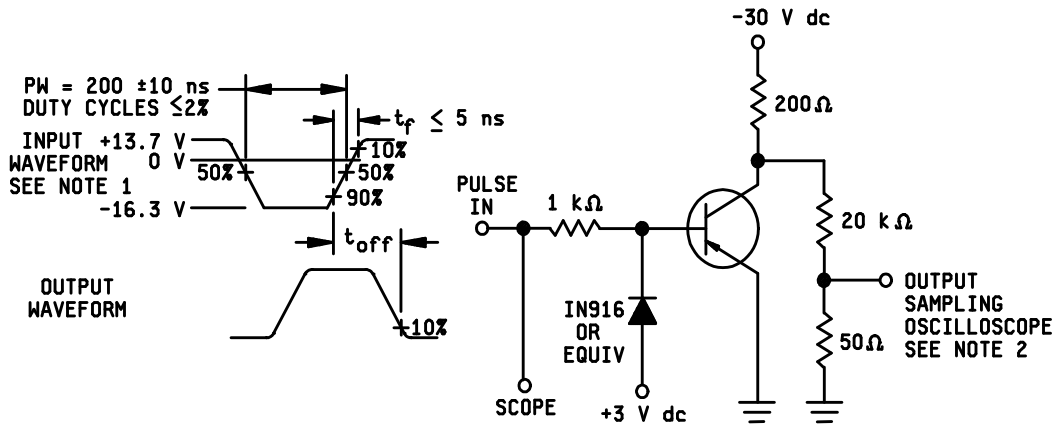 -30 V dc
PW = 200 ±10 ns
DUTY CYCLES ≤2%
200Ω
tf ≤ 5 ns
INPUT +13.7 V
WAVEFORM 0 V
SEE NOTE 1
-16.3 V
10%
50%
50%
90%
toff
OUTPUT
WAVEFORM
10%
PULSE
IN
1 kΩ
20 kΩ
IN916
OR
EQUIV
SCOPE
+3 V dc
OUTPUT
SAMPLING
OSCILLOSCOPE
SEE NOTE 2
50Ω